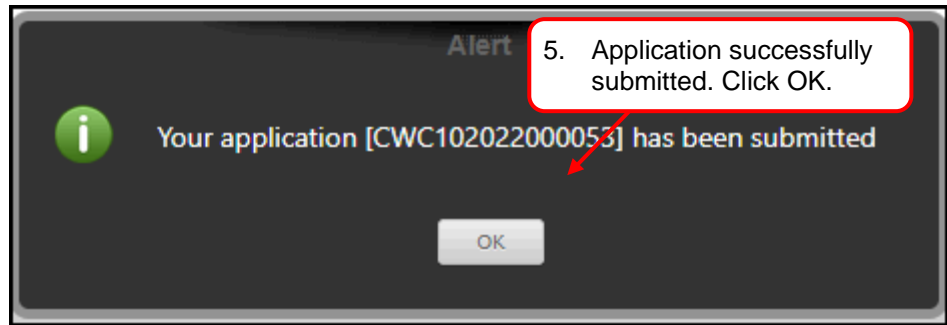 Alert
5. Application successfully
submitted. Click OK.
Your application [CWC102022000053] has been submitted
OK